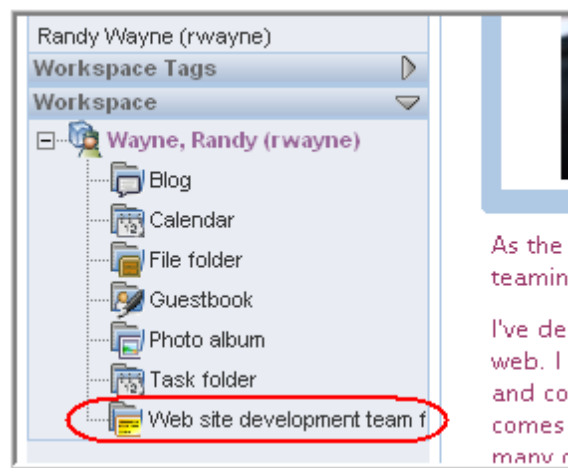 Randy Wayne (rwayne)
Workspace Tags
Workspace
Wayne, Randy (rwayne)
Blog
Calendar
File folder
Guestbook
Photo album
Task folder
Web site development team f
As the
teamin
I've de
web. I
and co
comes
many